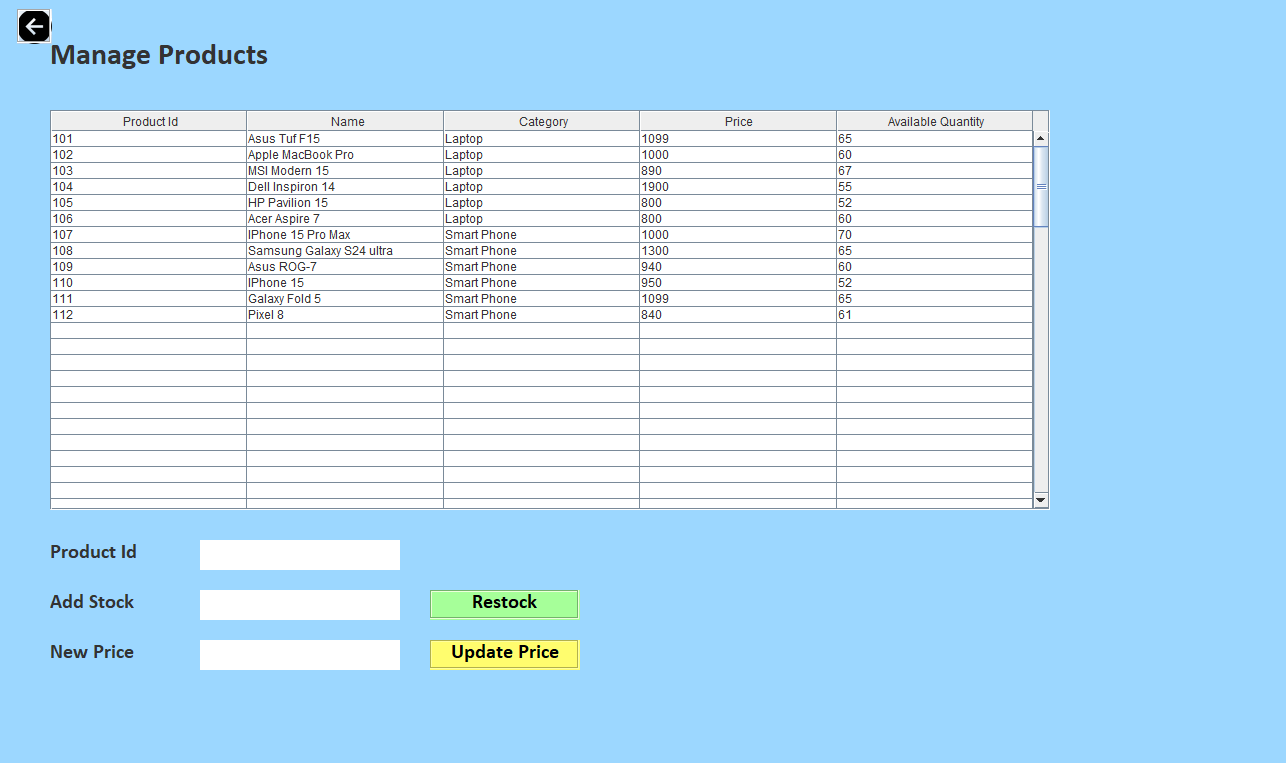 Manage Products
Product Id Name Category Price Available Quantity
101 Asus Tuf F15 Laptop 1099 65
102 Apple MacBook Pro Laptop 1000 60
103 MSI Modern 15 Laptop 890 67
104 Dell Inspiron 14 Laptop 1900 55
105 HP Pavilion 15 Laptop 800 52
106 Acer Aspire 7 Laptop 800 60
107 IPhone 15 Pro Max Smart Phone 1000 70
108 Samsung Galaxy S24 ultra Smart Phone 1300 65
109 Asus ROG-7 Smart Phone 940 60
110 IPhone 15 Smart Phone 950 52
111 Galaxy Fold 5 Smart Phone 1099 65
112 Pixel 8 Smart Phone 840 61
Product Id
Add Stock Restock
New Price Update Price